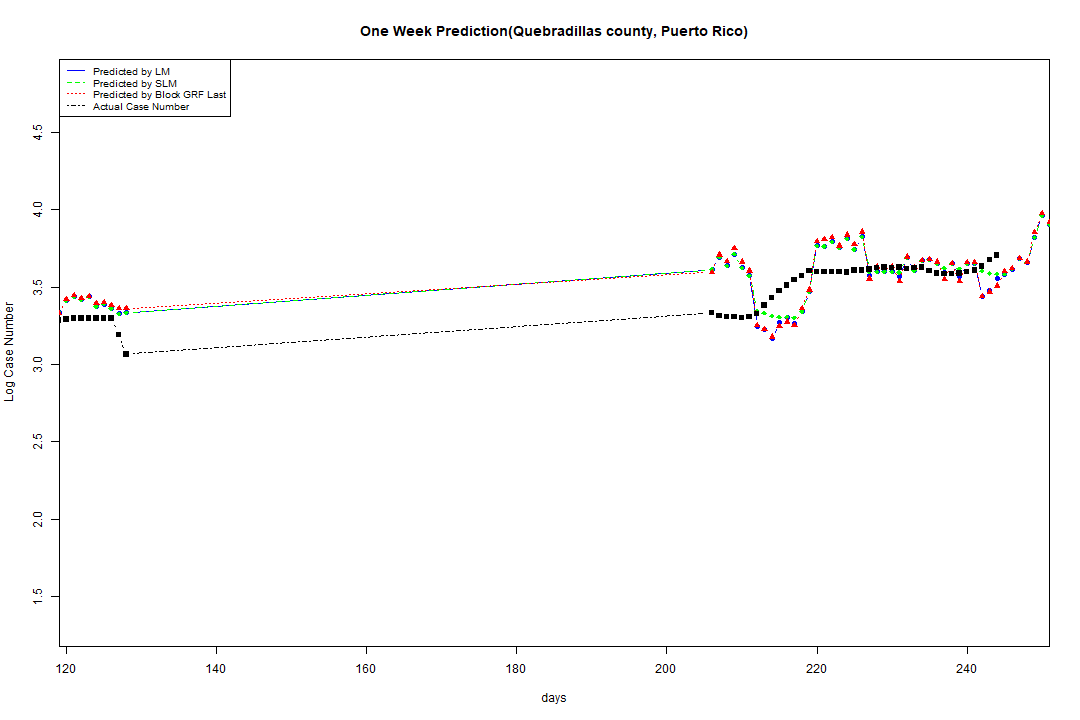 One Week Prediction(Quebradillas county, Puerto Rico)
Predicted by LM
Predicted by SLM
Predicted by Block GRF Last
Actual Case Number
Log Case Number
4.5
4.0
3.5
3.0
2.5
2.0
1.5
120 140 160 180 200 220 240
days